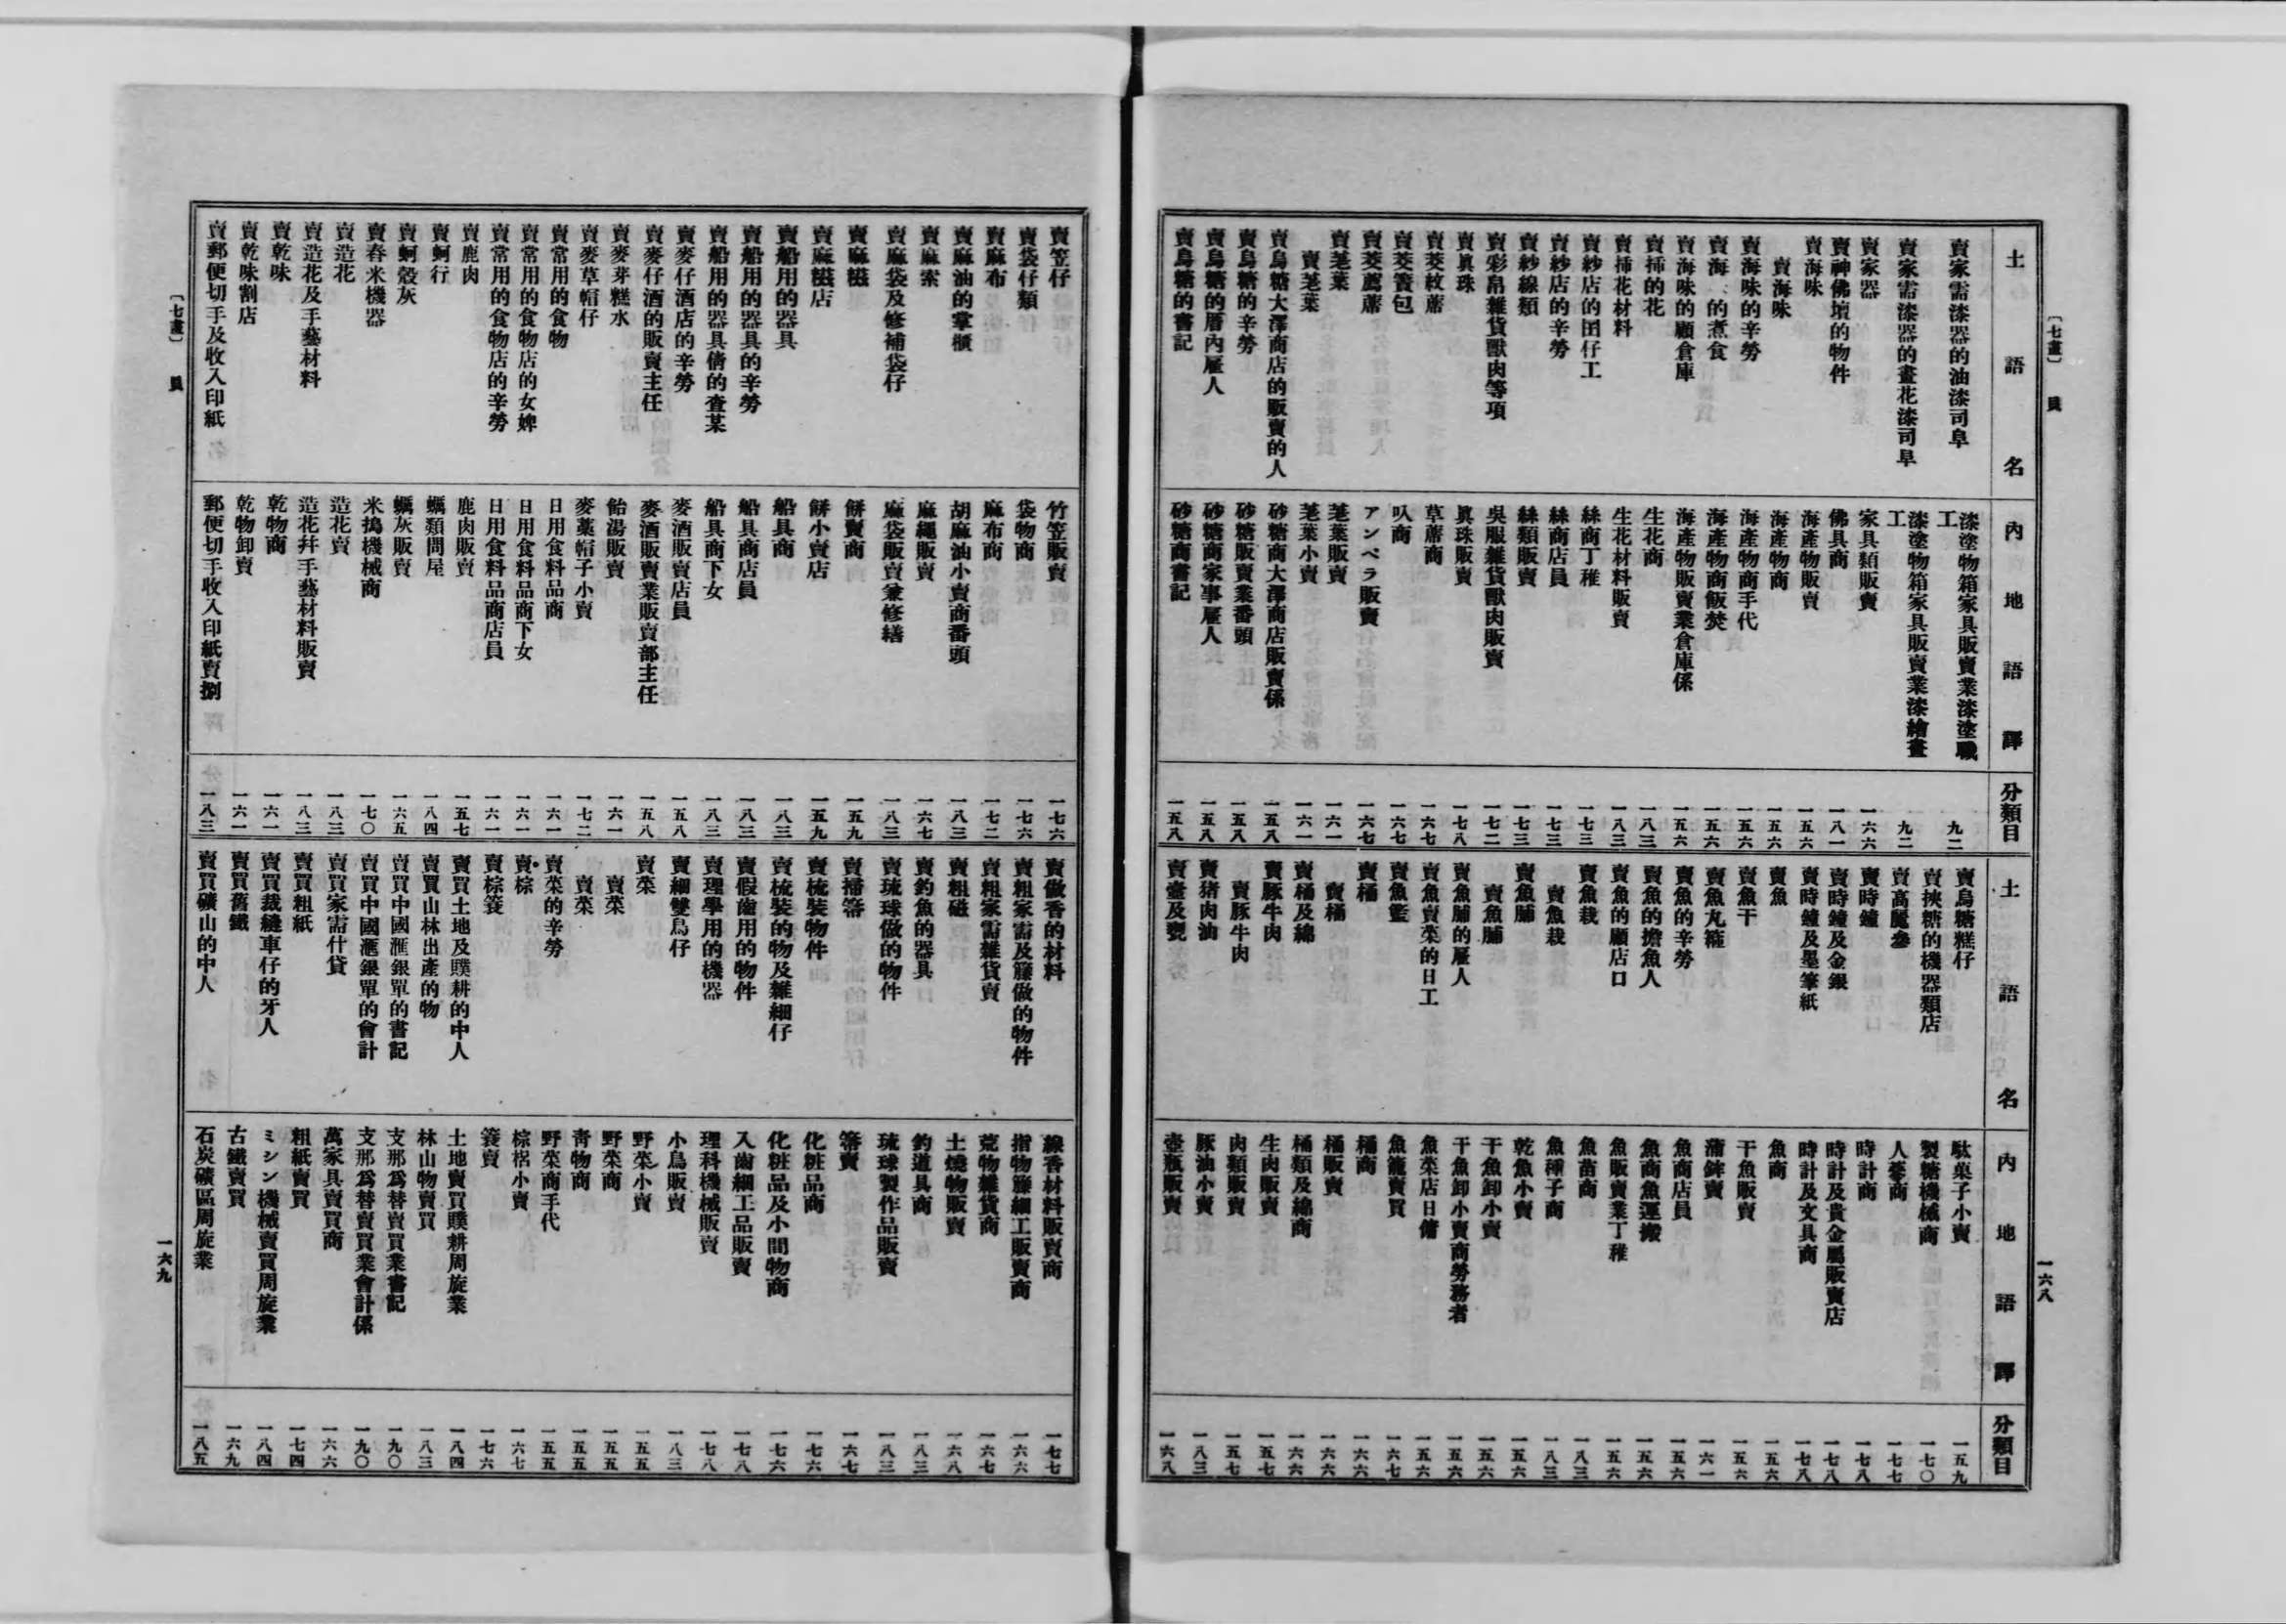 〔七畫〕 賣
一六八
土語名 內地語譯 分類目
賣家需漆器的油漆司阜 漆塗物箱家具販賣業漆塗職工 九二
賣家需漆器的畫花漆司阜 漆塗物箱家具販賣業漆繪畫工 九二
賣家器 家具類販賣 一六六
賣神佛壇的物件 佛具商 一八一
賣海味 海產物販賣 一五六
賣海味 海產物商 一五六
賣海味的辛勞 海產物商手代 一五六
賣海 的煮食 海產物商飯焚 一五六
賣海味的顧倉庫 海產物販賣業倉庫係 一五六
賣揷的花 生花商 一八三
賣揷花材料 生花材料販賣 一八三
賣紗店的囝仔工 絲商丁稚 一七三
賣紗店的辛勞 絲商店員 一七三
賣紗線類 絲類販賣 一七三
賣彩帛雜貨獸肉等項 吳服雜貨獸肉販賣 一七二
賣眞珠 眞珠販賣 一七八
賣茭紋蓆 草蓆商 一六七
賣茭簀包 叺商 一六七
賣茭薦蓆 アンペラ販賣 一六七
賣荖葉 荖葉販賣 一六一
賣荖葉 荖葉小賣 一六一
賣烏糖大澤商店的販賣的人 砂糖商大澤商店販賣係 一五八
賣烏糖的辛勞 砂糖販賣業番頭 一五八
賣烏糖的厝內雇人 砂糖商家事雇人 一五八
賣烏糖的書記 砂糖商書記 一五八
土語名 內地語譯 分類目
賣烏糖糕仔 駄菓子小賣 一五九
賣挾糖的機器類店 製糖機械商 一七〇
賣高麗參 人蔘商 一七七
賣時鐘 時計商 一七八
賣時鐘及金銀 時計及貴金屬販賣店 一七八
賣時鐘及墨筆紙 時計及文具商 一七八
賣魚 魚商 一五六
賣魚干 干魚販賣 一五六
賣魚丸 蒲鉾賣 一六一
賣魚的辛勞 魚商店員 一五六
賣魚的擔魚人 魚商魚運搬 一五六
賣魚的顧店口 魚販賣業丁稚 一五六
賣魚栽 魚苗商 一八三
賣魚栽 魚種子商 一八三
賣魚脯 乾魚小賣 一五六
賣魚脯 干魚卸小賣 一五六
賣魚脯的雇人 干魚卸小賣商勞務者 一五六
賣魚賣菜的日工 魚菜店日傭 一五六
賣魚籃 魚籠賣買 一六七
賣桶 桶商 一六六
賣桶 桶販賣 一六六
賣桶及綿 桶類及綿商 一六六
賣豚牛肉 生肉販賣 一五七
賣豚牛肉 肉類販賣 一五七
賣猪肉油 豚油小賣 一八三
賣壺及甕 壺瓶販賣 一六八
〔七畫〕 賣
一六九
賣笠仔 竹笠販賣 一七六
賣袋仔類 袋物商 一七六
賣麻布 麻布商 一七二
賣麻油的掌櫃 胡麻油小賣商番頭 一八三
賣麻索 麻繩販賣 一六七
賣麻袋及修補袋仔 麻袋販賣兼修繕 一八三
賣麻糍 餅賣商 一五九
賣麻糍店 餅小賣店 一五九
賣船用的器具 船具商 一八三
賣船用的器具的辛勞 船具商店員 一八三
賣船用的器具倩的查某 船具商下女 一八三
賣麥仔酒店的辛勞 麥酒販賣店員 一五八
賣麥仔酒的販賣主任 麥酒販賣業販賣部主任 一五八
賣麥芽糕水 飴湯販賣 一六一
賣麥草帽仔 麥藁帽子小賣 一七二
賣常用的食物 日用食料品商 一六一
賣常用的食物店的女婢 日用食料品商下女 一六一
賣常用的食物店的辛勞 日用食料品商店員 一六一
賣鹿肉 鹿肉販賣 一五七
賣蚵行 蠣類問屋 一八四
賣蚵殼灰 蠣灰販賣 一六五
賣舂米機器 米搗機械商 一七〇
賣造花 造花賣 一八三
賣造花及手藝材料 造花幷手藝材料販賣 一八三
賣乾味 乾物商 一六一
賣乾味割店 乾物卸賣 一六一
賣郵便切手及收入印紙 郵便切手收入印紙賣捌 一八三
賣做香的材料 線香材料販賣商 一七七
賣粗家需及籐做的物件 指物籐細工販賣商 一六六
賣粗家需雜貨賣 荒物雜貨商 一六七
賣粗磁 土燒物販賣 一六八
賣釣魚的器具 釣道具商 一八三
賣琉球做的物件 琉球製作品販賣 一八三
賣掃箒 箒賣 一六七
賣梳裝物件 化粧品商 一七六
賣梳裝的物及雜細仔 化粧品及小間物商 一七六
賣假齒用的物件 入齒細工品販賣 一七八
賣理學用的機器 理科機械販賣 一七八
賣細雙鳥仔 小鳥販賣 一八三
賣菜 野菜小賣 一五五
賣菜 野菜商 一五五
賣菜 靑物商 一五五
賣菜的辛勞 野菜商手代 一五五
賣棕 棕梠小賣 一六七
賣棕簑 簑賣 一七六
賣買土地及贌耕的中人 土地賣買贌耕周旋業 一八四
賣買山林出產的物 林山物賣買 一八三
賣買中國滙銀單的書記 支那爲替賣買業書記 一九〇
賣買中國滙銀單的會計 支那爲替賣買業會計係 一九〇
賣買家需什貸 萬家具賣買商 一六六
賣買粗紙 粗紙賣買 一七四
賣買裁縫車仔的牙人 ミシン機械賣買周旋業 一八四
賣買舊鐵 古鐵賣買 一六九
賣買礦山的中人 石炭礦區周旋業 一八五